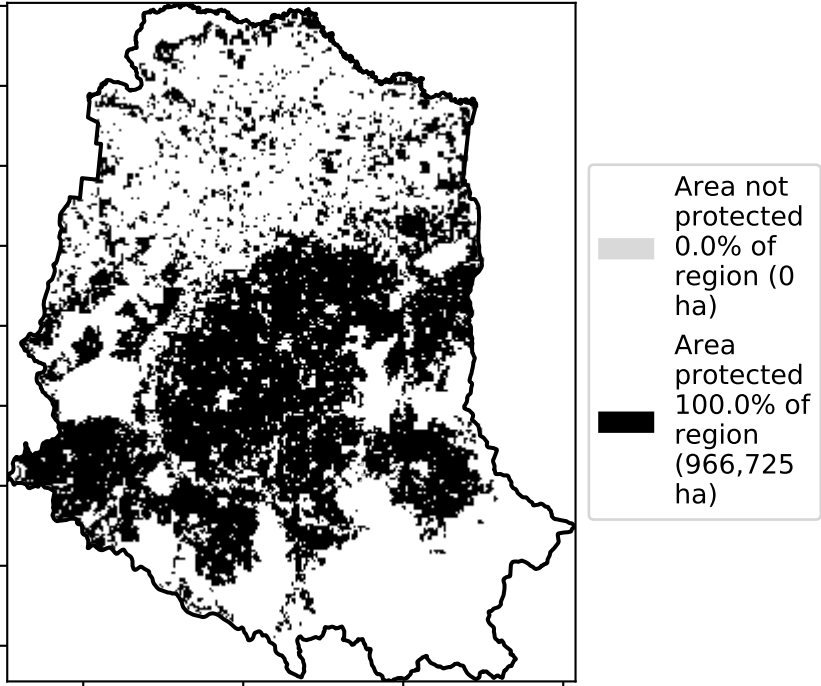 Area not
protected
0.0% of
region (0
ha)
Area
protected
100.0% of
region
(966,725
ha)